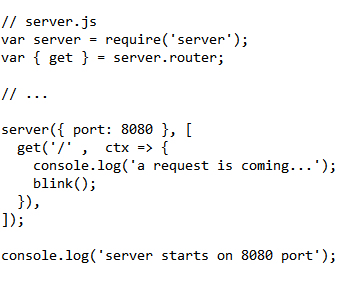 // server.js
var server = require('server');
var { get } = server.router;

// ...

server({ port: 8080 }, [
  get('/' ,  ctx => {
    console.log('a request is coming...');
    blink();
  }),
]);

console.log('server starts on 8080 port');